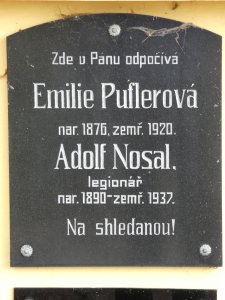 Zde v Pánu odpočívá
Emilie Puflerová
nar. 1876, zemř. 1920.
Adolf Nosal,
legionář
nar. 1890-zemř. 1937.
Na shledanou!